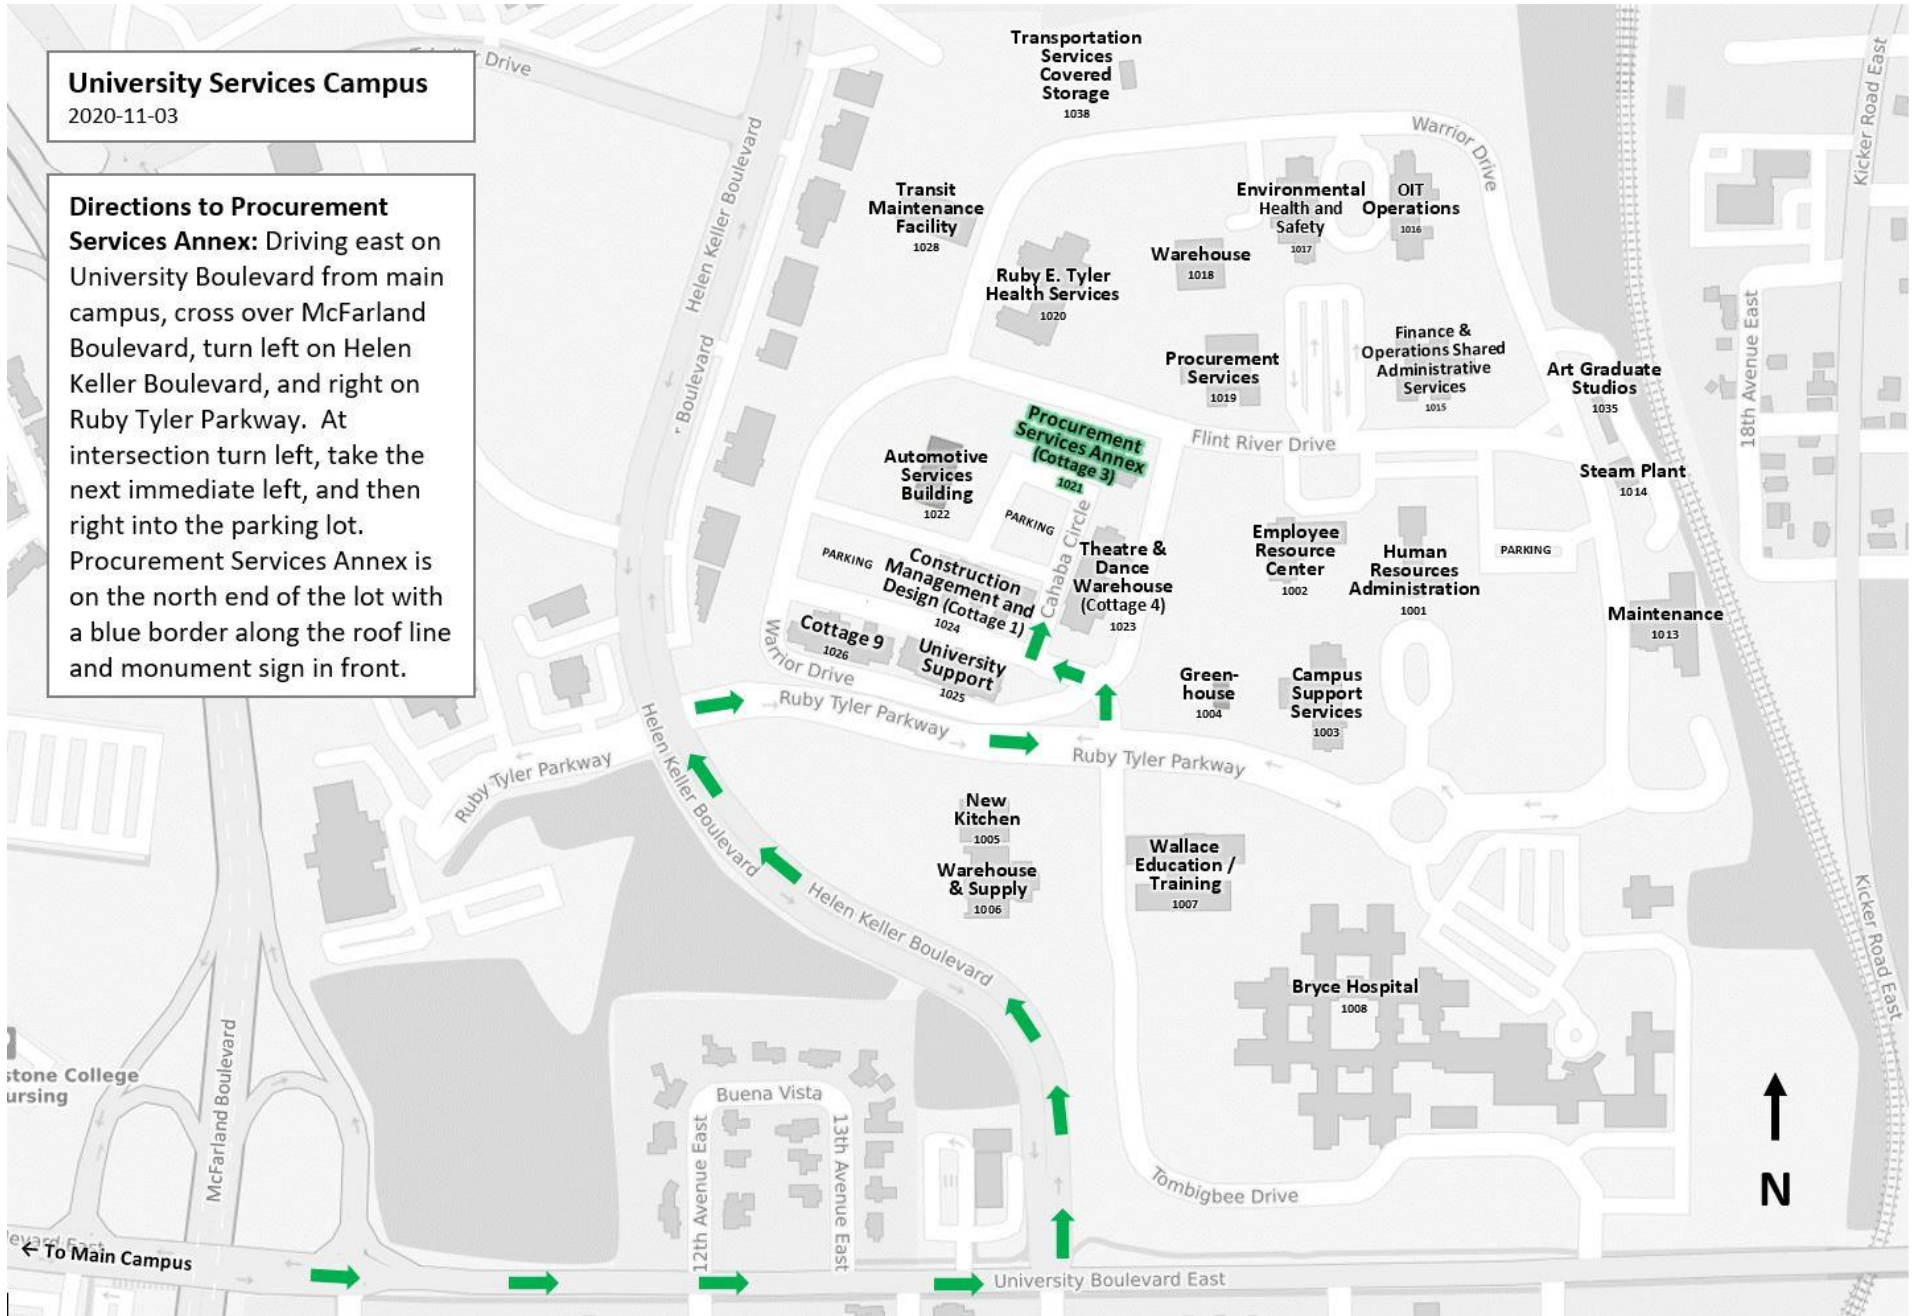 University Services Campus
2020-11-03
Directions to Procurement
Services Annex: Driving east on
University Boulevard from main
campus, cross over McFarland
Boulevard, turn left on Helen
Keller Boulevard, and right on
Ruby Tyler Parkway.  At
intersection turn left, take the
next immediate left, and then
right into the parking lot.
Procurement Services Annex is
on the north end of the lot with
a blue border along the roof line
and monument sign in front.
Drive
Transportation
Services
Covered
Storage
1038
Warrior Drive
Kicker Road East
Helen Keller Boulevard
Transit
Maintenance
Facility
1028
Environmental
Health and
Safety
1017
OIT
Operations
1016
Warehouse
1018
Ruby E. Tyler
Health Services
1020
Boulevard
Procurement
Services
1019
Finance &
Operations Shared
Administrative
Services
1015
Art Graduate
Studios
1035
18th Avenue East
Flint River Drive
Procurement
Services Annex
(Cottage 3)
1021
Automotive
Services
Building
1022
Steam Plant
1014
PARKING
PARKING
Cahaba Circle
Construction
Management and
Design (Cottage 1)
1024
Theatre &
Dance
Warehouse
(Cottage 4)
1023
Employee
Resource
Center
1002
Human
Resources
Administration
1001
PARKING
Maintenance
1013
Cottage 9
1026
University
Support
1025
Warrior Drive
Ruby Tyler Parkway
Green-
house
1004
Campus
Support
Services
1003
Ruby Tyler Parkway
Ruby Tyler Parkway
Helen Keller Boulevard
New
Kitchen
1005
Warehouse
& Supply
1006
Wallace
Education /
Training
1007
Helen Keller Boulevard
Kicker Road East
Bryce Hospital
1008
McFarland Boulevard
stone College
ursing
Buena Vista
12th Avenue East
13th Avenue East
Tombigbee Drive
N
← To Main Campus
University Boulevard East